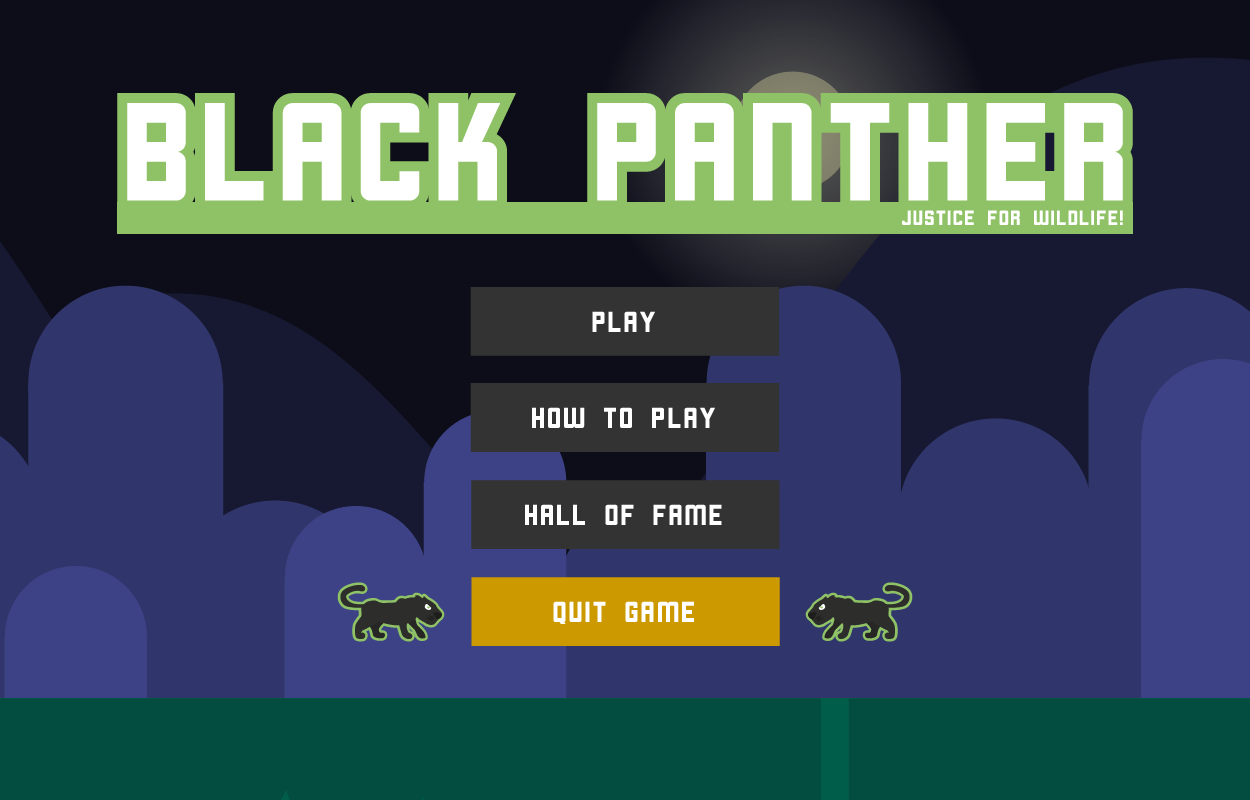 BLACK PANTHER
JUSTICE FOR WILDLIFE!
PLAY
HOW TO PLAY
HALL OF FAME
QUIT GAME